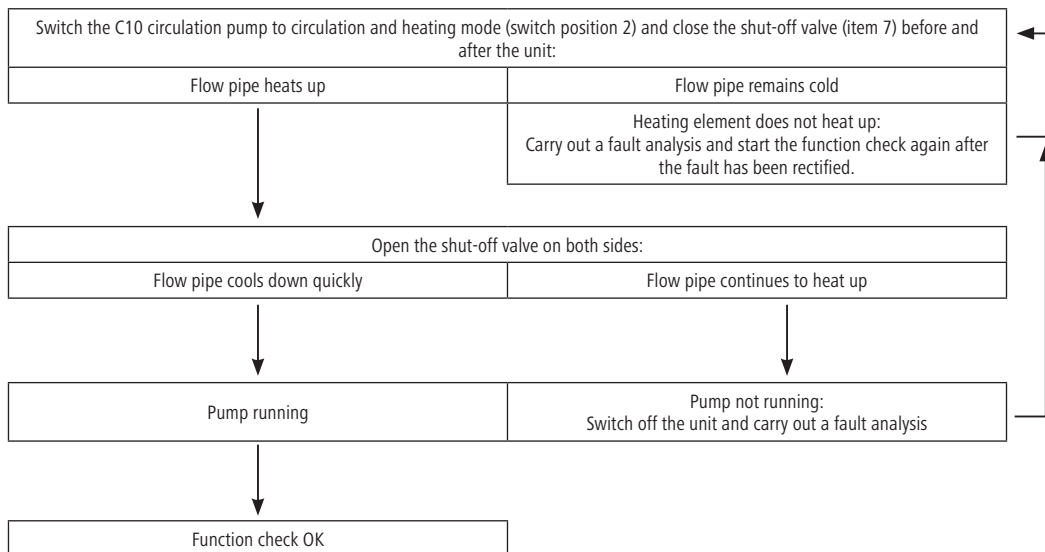 Switch the C10 circulation pump to circulation and heating mode (switch position 2) and close the shut-off valve (item 7) before and
after the unit:
Flow pipe heats up
Flow pipe remains cold
Heating element does not heat up:
Carry out a fault analysis and start the function check again after
the fault has been rectified.
Open the shut-off valve on both sides:
Flow pipe cools down quickly
Flow pipe continues to heat up
Pump running
Pump not running:
Switch off the unit and carry out a fault analysis
Function check OK